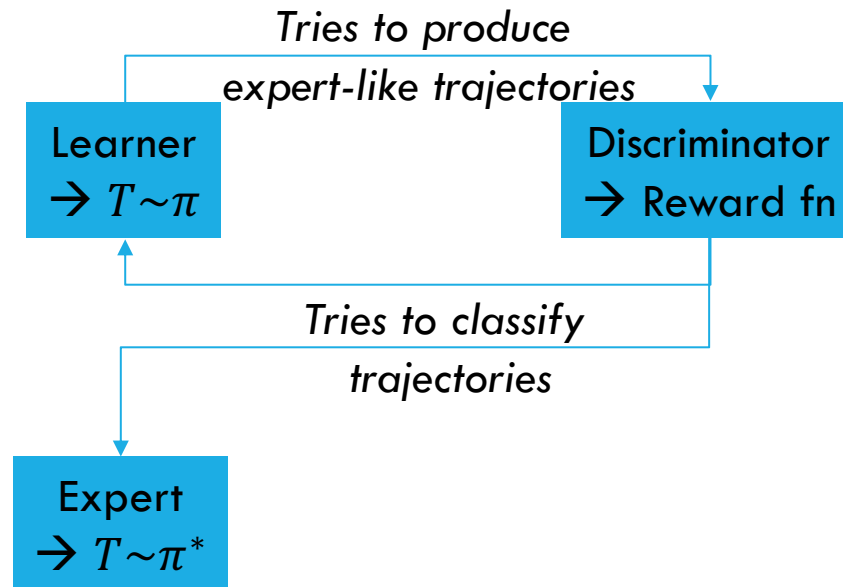 Tries to produce
expert-like trajectories
Learner
→ T~π
Discriminator
→ Reward fn
Tries to classify
trajectories
Expert
→ T~π*